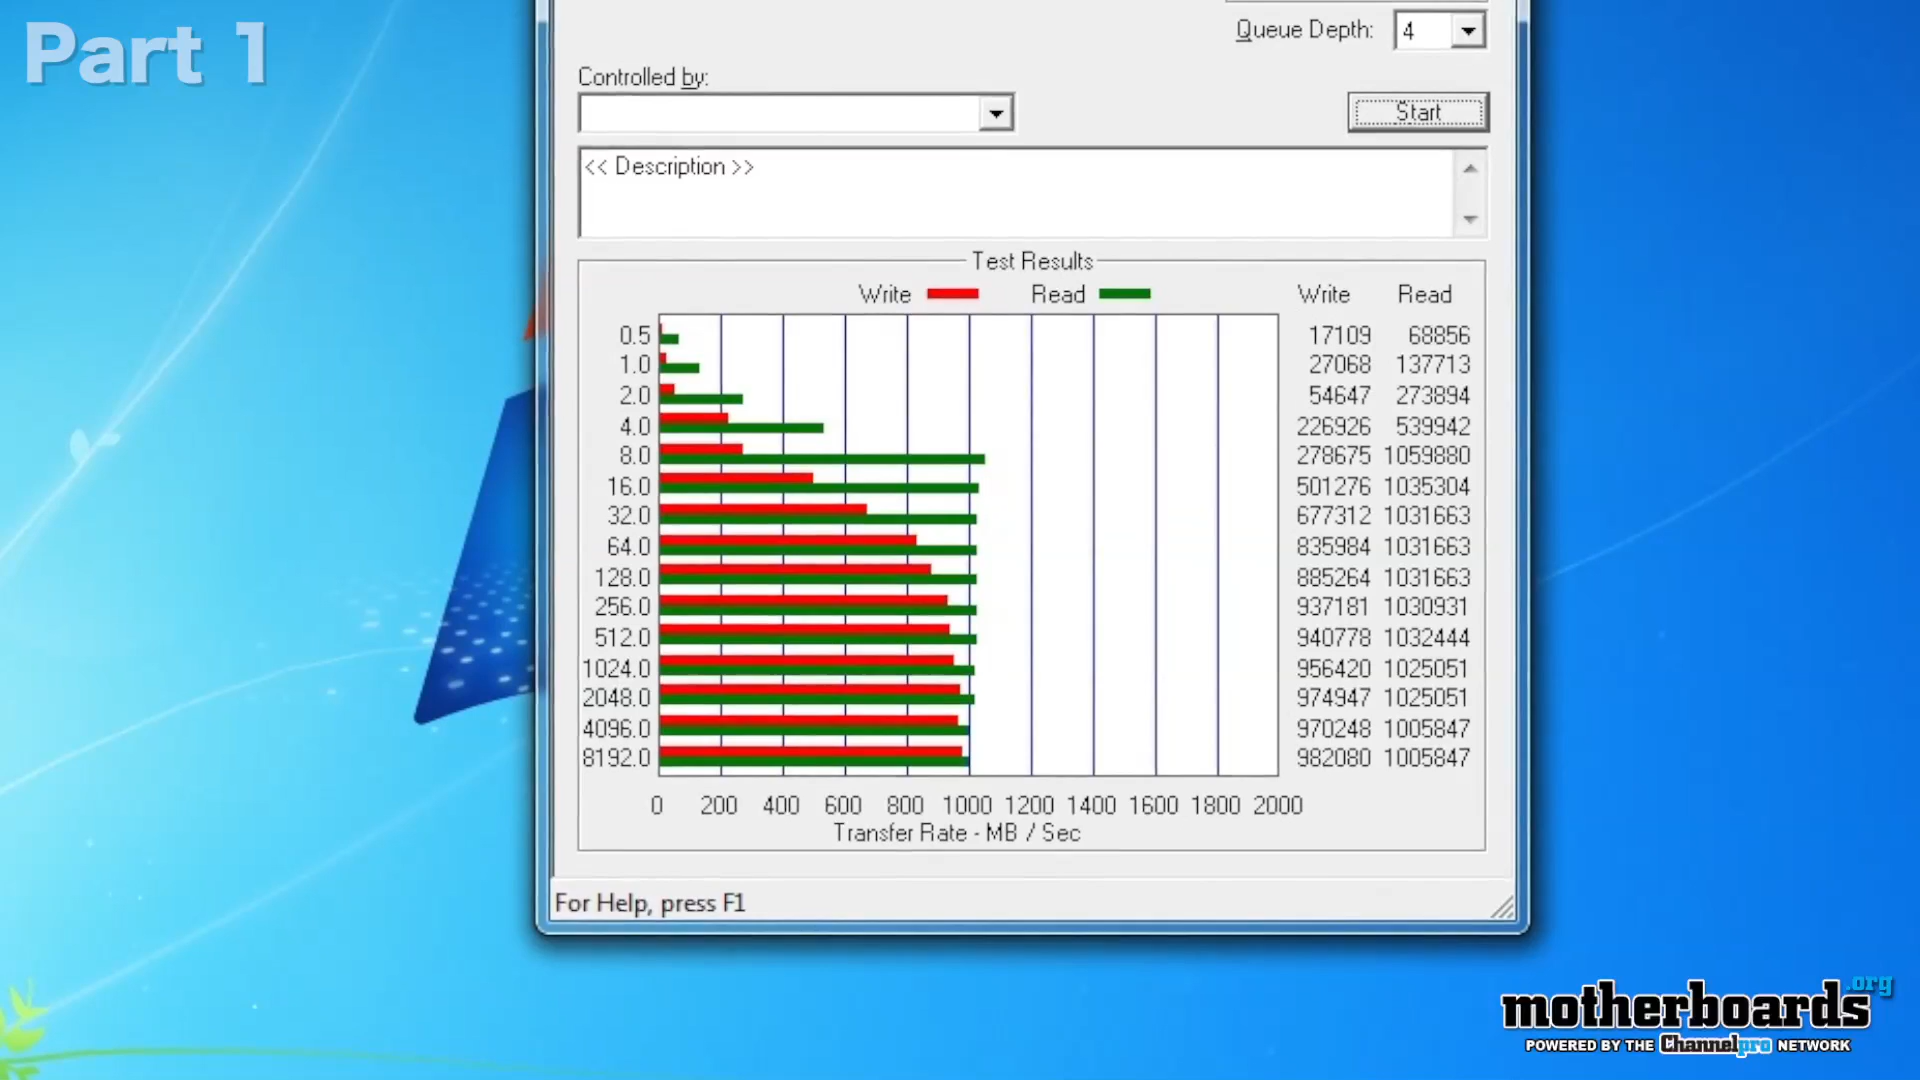 Part 1
Queue Depth: 4
Controlled by:
Start
<< Description >>
Test Results
Write Read Write Read
0.5 17109 68856
1.0 27068 137713
2.0 54647 273894
4.0 226926 539942
8.0 278675 1059880
16.0 501276 1035304
32.0 677312 1031663
64.0 835984 1031663
128.0 885264 1031663
256.0 937181 1030931
512.0 940778 1032444
1024.0 956420 1025051
2048.0 974947 1025051
4096.0 970248 1005847
8192.0 982080 1005847
0 200 400 600 800 1000 1200 1400 1600 1800 2000
Transfer Rate - MB / Sec
For Help, press F1
motherboards.org
POWERED BY THE Channelpro NETWORK